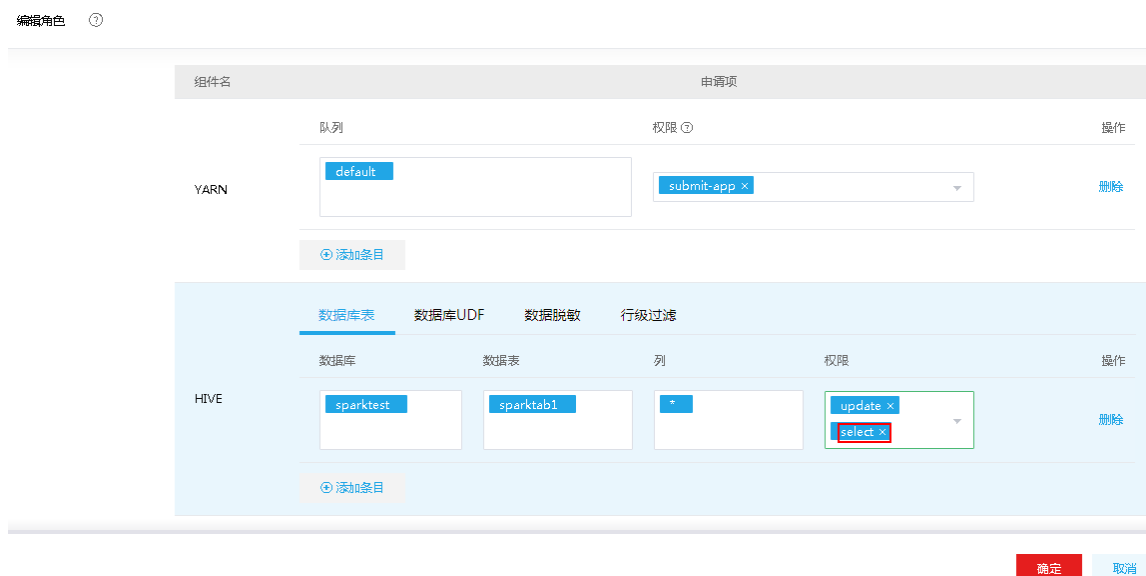 编辑角色 ?
组件名 申请项
队列 权限 ? 操作
default
YARN submit-app × 删除
添加条目
数据库表 数据库UDF 数据脱敏 行级过滤
数据库 数据表 列 权限 操作
HIVE sparktest sparktab1 * update × 删除
select ×
添加条目
确定 取消